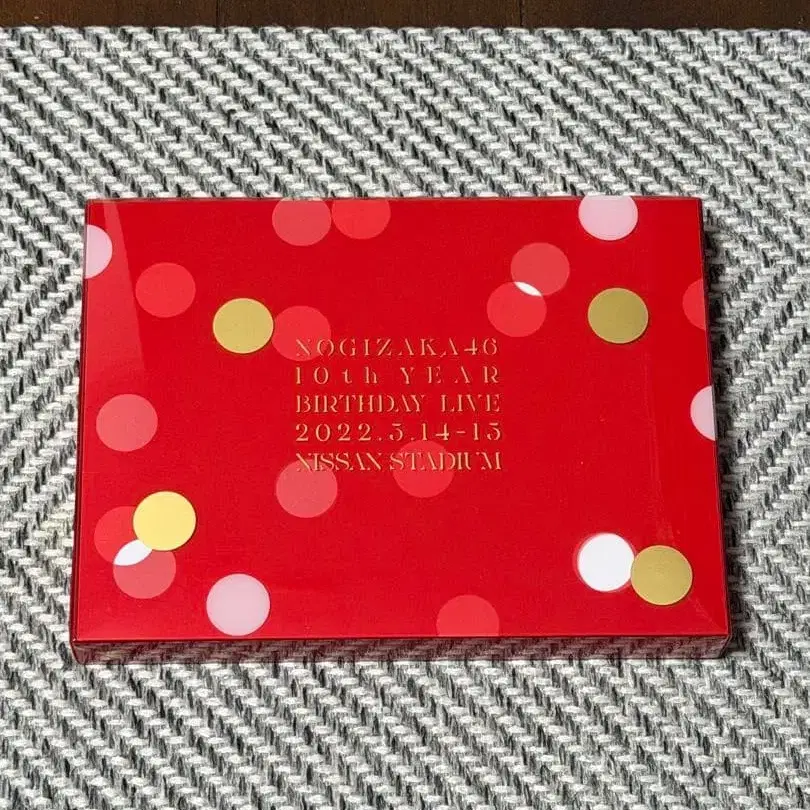 NOGIZAKA46
10th YEAR
BIRTHDAY LIVE
2022.5.14-15
NISSAN STADIUM